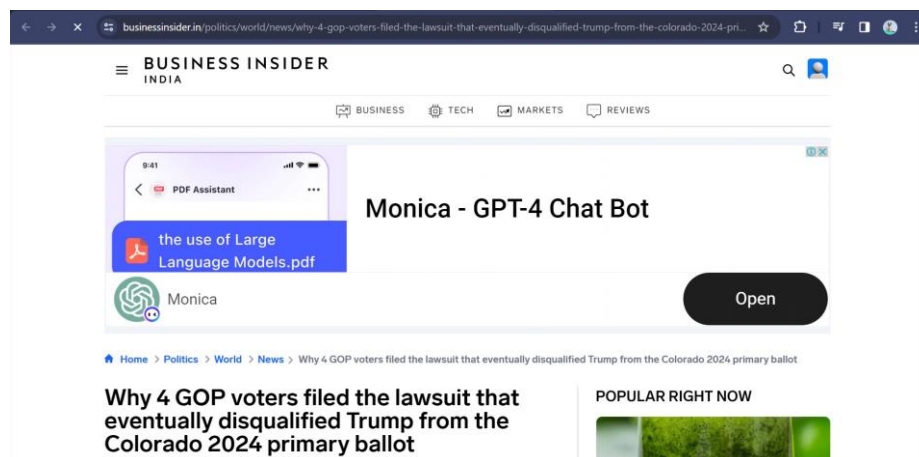 businessinsider.in/politics/world/news/why-4-gop-voters-filed-the-lawsuit-that-eventually-disqualified-trump-from-the-colorado-2024-pri...
BUSINESS INSIDER
INDIA
BUSINESS TECH MARKETS REVIEWS
9:41
PDF Assistant
the use of Large
Language Models.pdf
Monica - GPT-4 Chat Bot
Monica
Open
Home > Politics > World > News > Why 4 GOP voters filed the lawsuit that eventually disqualified Trump from the Colorado 2024 primary ballot
Why 4 GOP voters filed the lawsuit that
eventually disqualified Trump from the
Colorado 2024 primary ballot
POPULAR RIGHT NOW